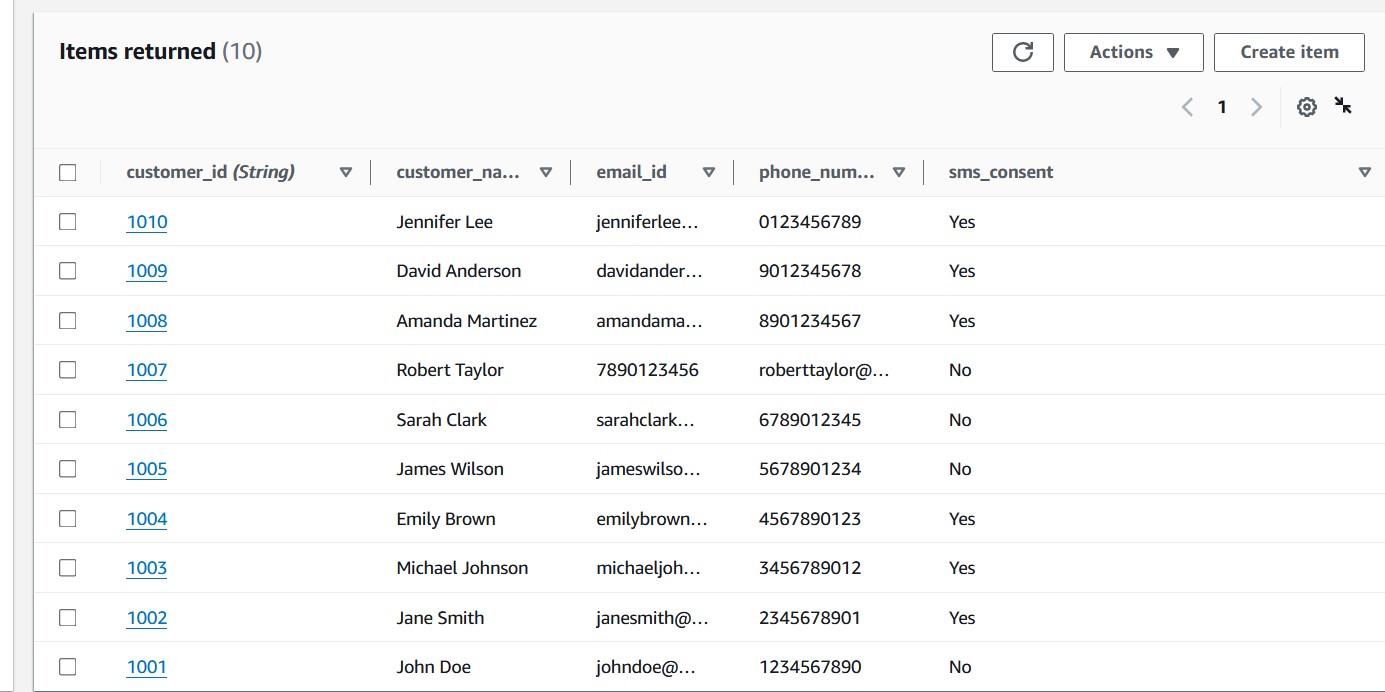 Items returned (10)
Actions
Create item
1
customer_id (String) customer_na... email_id phone_num... sms_consent
1010 Jennifer Lee jenniferlee... 0123456789 Yes
1009 David Anderson davidander... 9012345678 Yes
1008 Amanda Martinez amandama... 8901234567 Yes
1007 Robert Taylor 7890123456 roberttaylor@... No
1006 Sarah Clark sarahclark... 6789012345 No
1005 James Wilson jameswilso... 5678901234 No
1004 Emily Brown emilybrown... 4567890123 Yes
1003 Michael Johnson michaeljoh... 3456789012 Yes
1002 Jane Smith janesmith@... 2345678901 Yes
1001 John Doe johndoe@... 1234567890 No